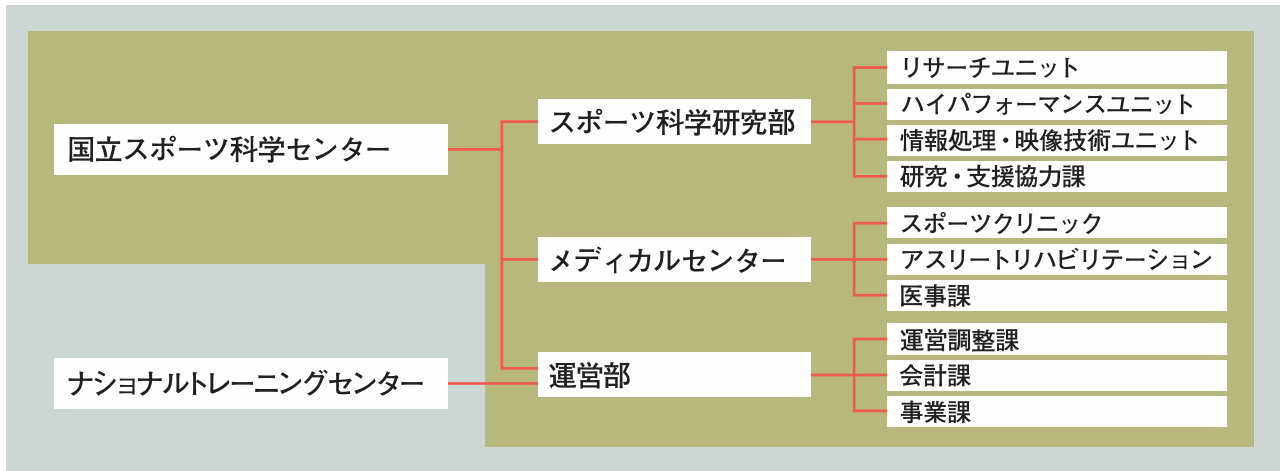 国立スポーツ科学センター
スポーツ科学研究部
リサーチユニット
ハイパフォーマンスユニット
情報処理・映像技術ユニット
研究・支援協力課
メディカルセンター
スポーツクリニック
アスリートリハビリテーション
医事課
ナショナルトレーニングセンター
運営部
運営調整課
会計課
事業課